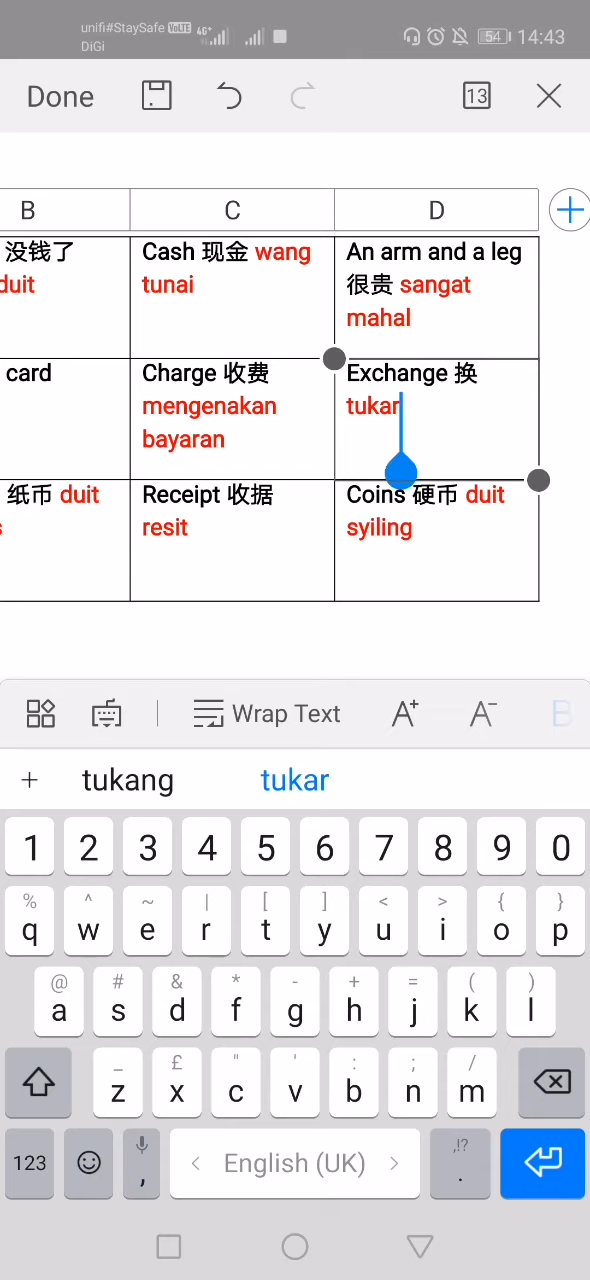 unifi#StaySafe VoLTE 4G+ 54 14:43
DiGi
Done 13
B C D
没钱了 Cash 现金 wang An arm and a leg
duit tunai 很贵 sangat
mahal
card Charge 收费 Exchange 换
mengenakan tukar
bayaran
纸币 duit Receipt 收据 Coins 硬币 duit
s resit syiling
Wrap Text A+ A- B
+ tukang tukar
1 2 3 4 5 6 7 8 9 0
% ^ ~ | [ ] < > { }
q w e r t y u i o p
@ # & * - + = ( )
a s d f g h j k l
_ £ " ' : ; /
z x c v b n m
123 , < English (UK) > ,!? .